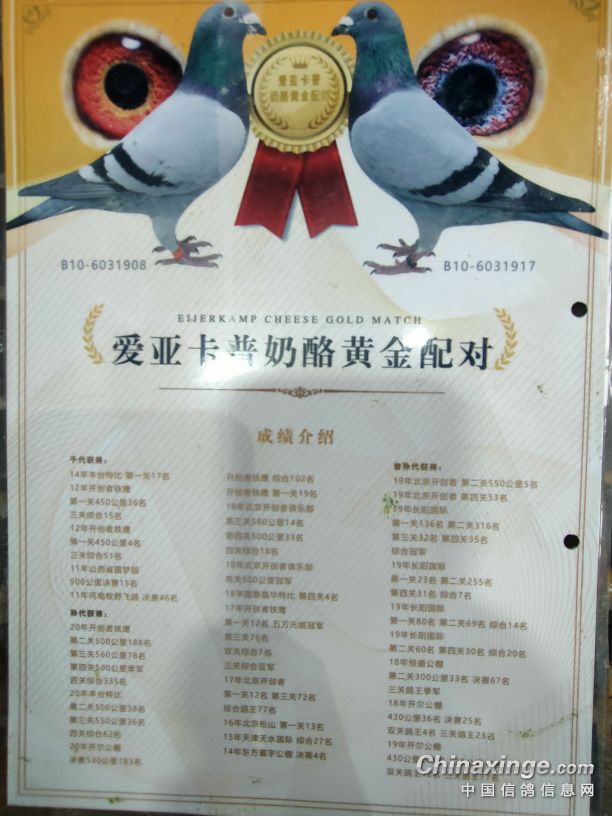 爱亚卡普
奶酪黄金配对
B10-6031908
B10-6031917
EIJERKAMP CHEESE GOLD MATCH
爱亚卡普奶酪黄金配对
成绩介绍
子代获得：
14年丰台特比 第一关17名
12年开创者铁鹰
第一关450公里36名
三关综合15名
12年开创者铁鹰
第一关450公里4名
三关综合51名
11年山西省圆梦园
500公里决赛15名
11年河南牧野飞鸽 决赛46名
孙代获得：
20年开创者铁鹰
第二关500公里188名
第三关560公里78名
第四关500公里季军
四关综合335名
20年丰台特比
第二关500公里38名
第三关550公里36名
四关综合62名
20年开尔公棚
决赛530公里183名
开创者铁鹰 综合102名
开创者铁鹰 第一关19名
18年北京开创者俱乐部
第三关560公里14名
第四关500公里33名
四关综合18名
18年北京开创者俱乐部
首关500公里冠军
18年 第四关4名
17年开创者铁鹰
第一关12名 五万元组冠军
第三关76名
双关综合7名
三关综合亚军
17年北京开创者
第一关12名 第三关72名
综合鸽王77名
16年北京松山 第一关13名
15年天津天水国际 综合27名
14年东方寰宇公棚 决赛4名
曾孙代获得：
19年北京开创者 第二关550公里5名
19年北京开创者 第四关53名
19年长阳国际
第一关136名 第二关316名
第三关32名 第四关35名
综合冠军
19年长阳国际
第一关23名 第二关255名
第四关31名 综合7名
19年长阳国际
第一关80名 第二关69名 综合14名
19年长阳国际
第二关60名 第四关30名 综合20名
18年恒盛公棚
第二关300公里33名 决赛67名
三关鸽王季军
18年开尔公棚
430公里36名 决赛25名
双关鸽王4名 三关鸽王23名
19年开尔公棚
430公里
双关鸽王
Chinaxinge.com
中国信鸽信息网